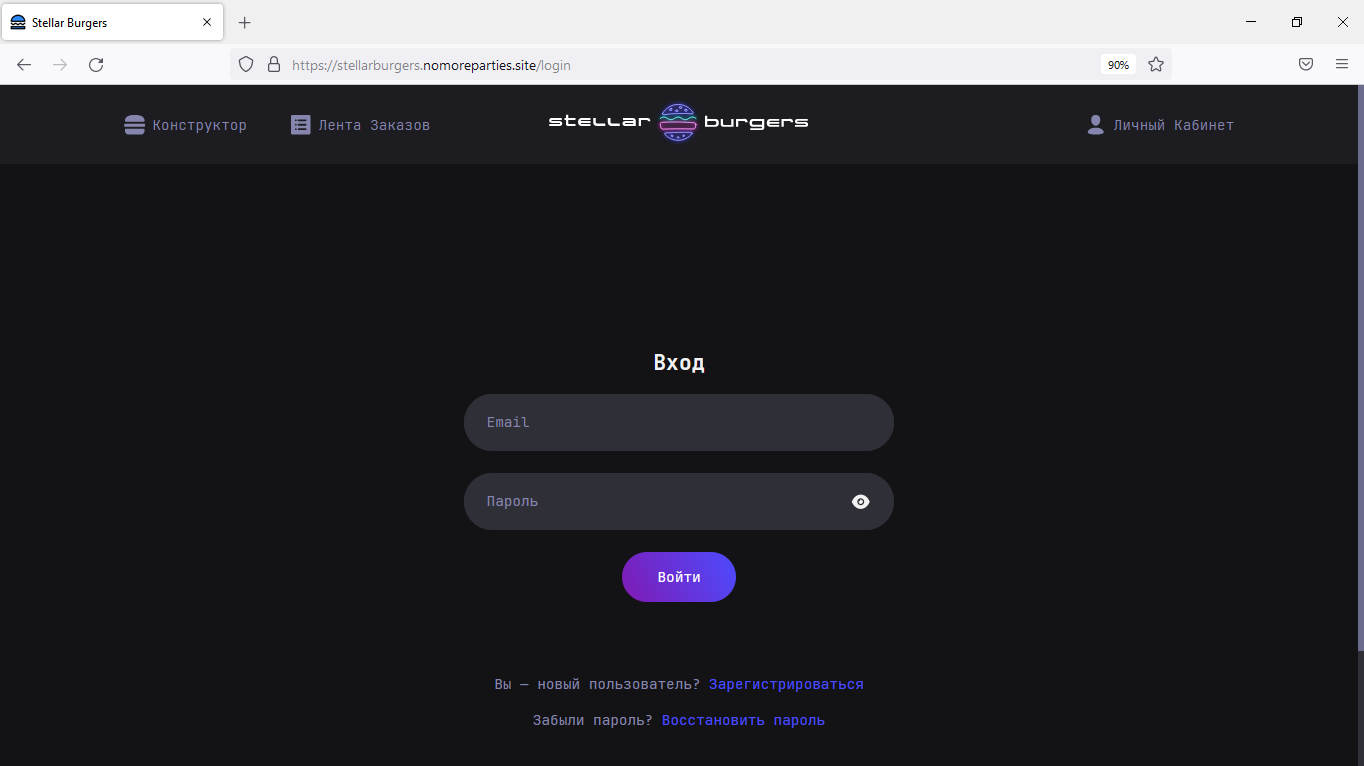 Stellar Burgers
https://stellarburgers.nomoreparties.site/login 90%
Конструктор Лента Заказов stellar burgers Личный Кабинет
Вход
Email
Пароль
Войти
Вы — новый пользователь? Зарегистрироваться
Забыли пароль? Восстановить пароль